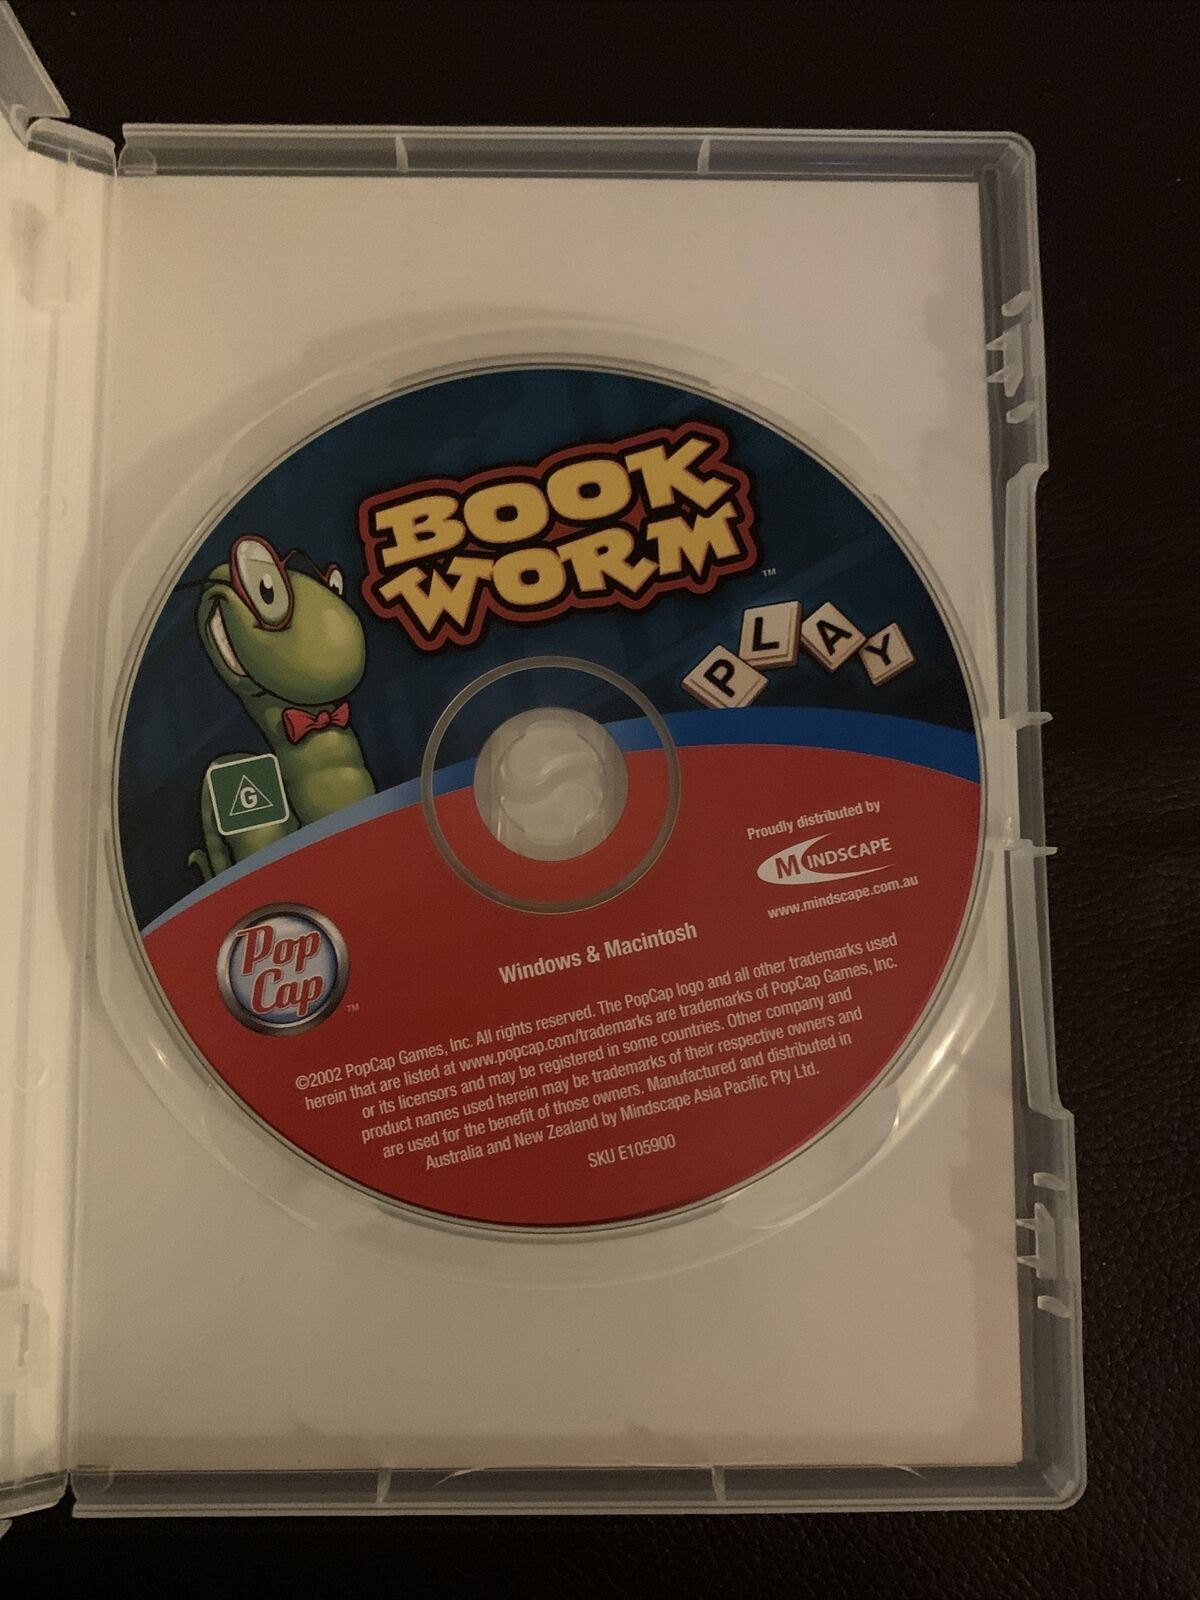 BOOK
WORM™
PLAY
G
Proudly distributed by
MINDSCAPE
www.mindscape.com.au
Pop
Cap™
Windows & Macintosh
©2002 PopCap Games, Inc. All rights reserved. The PopCap logo and all other trademarks used
herein that are listed at www.popcap.com/trademarks are trademarks of PopCap Games, Inc.
or its licensors and may be registered in some countries. Other company and
product names used herein may be trademarks of their respective owners and
are used for the benefit of those owners. Manufactured and distributed in
Australia and New Zealand by Mindscape Asia Pacific Pty Ltd.
SKU E105900